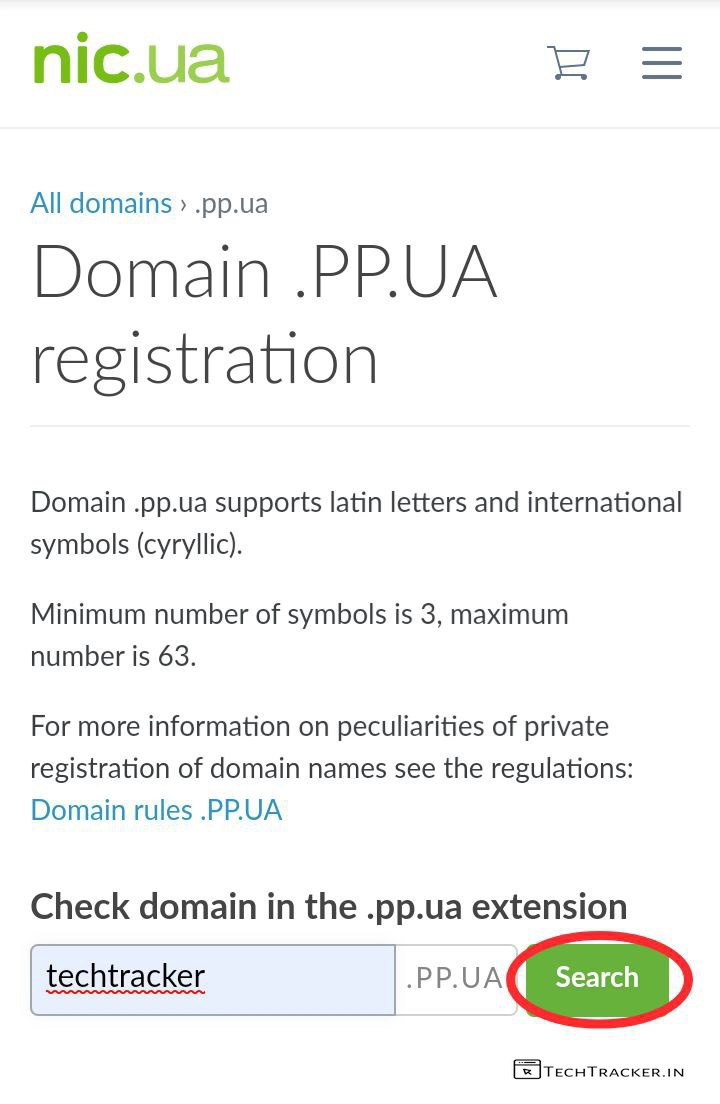 nic.ua
All domains › .pp.ua
Domain .PP.UA
registration
Domain .pp.ua supports latin letters and international
symbols (cyryllic).
Minimum number of symbols is 3, maximum
number is 63.
For more information on peculiarities of private
registration of domain names see the regulations:
Domain rules .PP.UA
Check domain in the .pp.ua extension
techtracker .PP.UA Search
TECHTRACKER.IN